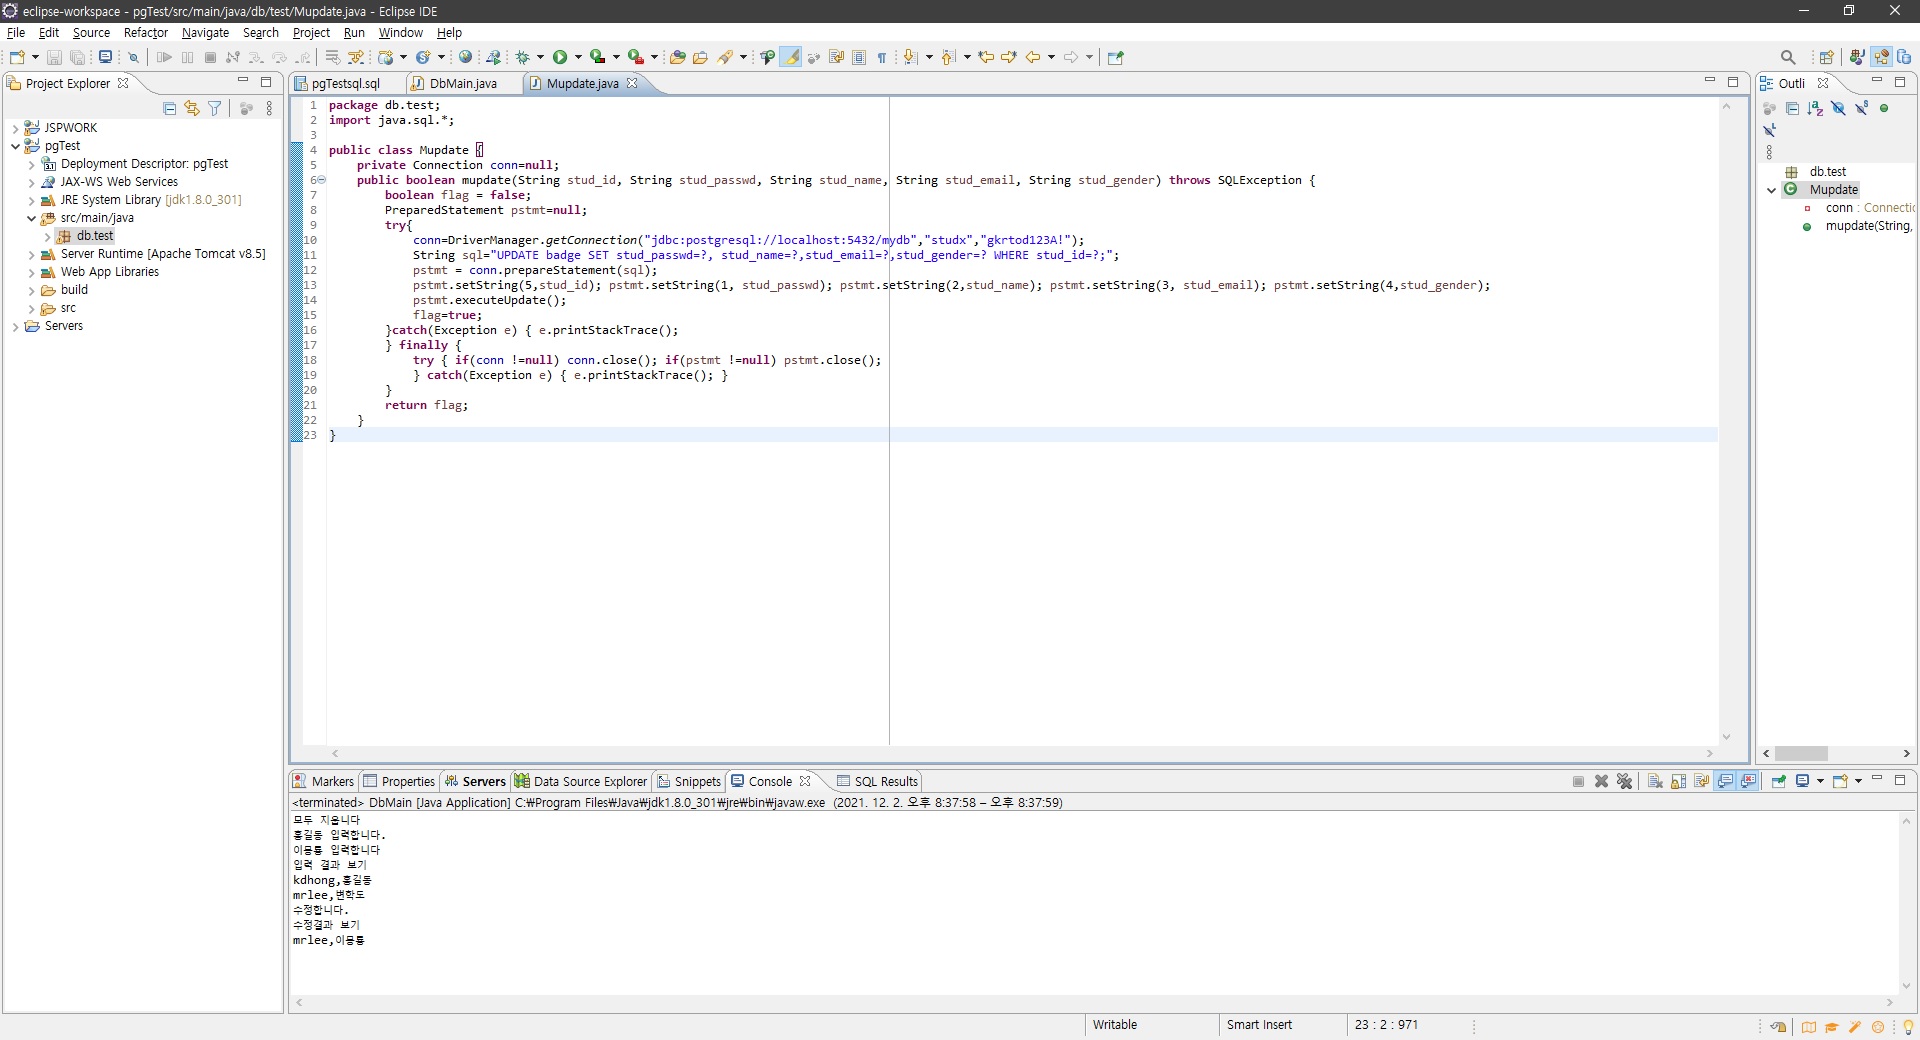 eclipse-workspace - pgTest/src/main/java/db/test/Mupdate.java - Eclipse IDE
File Edit Source Refactor Navigate Search Project Run Window Help
Project Explorer
JSPWORK
pgTest
Deployment Descriptor: pgTest
JAX-WS Web Services
JRE System Library [jdk1.8.0_301]
src/main/java
db.test
Server Runtime [Apache Tomcat v8.5]
Web App Libraries
build
src
Servers
pgTestsql.sql DbMain.java Mupdate.java
1 package db.test;
2 import java.sql.*;
3
4 public class Mupdate {
5 private Connection conn=null;
6 public boolean mupdate(String stud_id, String stud_passwd, String stud_name, String stud_email, String stud_gender) throws SQLException {
7 boolean flag = false;
8 PreparedStatement pstmt=null;
9 try{
10 conn=DriverManager.getConnection("jdbc:postgresql://localhost:5432/mydb","studx","gkrtod123A!");
11 String sql="UPDATE badge SET stud_passwd=?, stud_name=?,stud_email=?,stud_gender=? WHERE stud_id=?;";
12 pstmt = conn.prepareStatement(sql);
13 pstmt.setString(5,stud_id); pstmt.setString(1, stud_passwd); pstmt.setString(2,stud_name); pstmt.setString(3, stud_email); pstmt.setString(4,stud_gender);
14 pstmt.executeUpdate();
15 flag=true;
16 }catch(Exception e) { e.printStackTrace();
17 } finally {
18 try { if(conn !=null) conn.close(); if(pstmt !=null) pstmt.close();
19 } catch(Exception e) { e.printStackTrace(); }
20 }
21 return flag;
22 }
23 }
Outli
db.test
Mupdate
conn : Connectic
mupdate(String,
Markers Properties Servers Data Source Explorer Snippets Console SQL Results
<terminated> DbMain [Java Application] C:₩Program Files₩Java₩jdk1.8.0_301₩jre₩bin₩javaw.exe (2021. 12. 2. 오후 8:37:58 – 오후 8:37:59)
모두 지웁니다
홍길동 입력합니다.
이몽룡 입력합니다
입력 결과 보기
kdhong,홍길동
mrlee,변학도
수정합니다.
수정결과 보기
mrlee,이몽룡
Writable Smart Insert 23 : 2 : 971